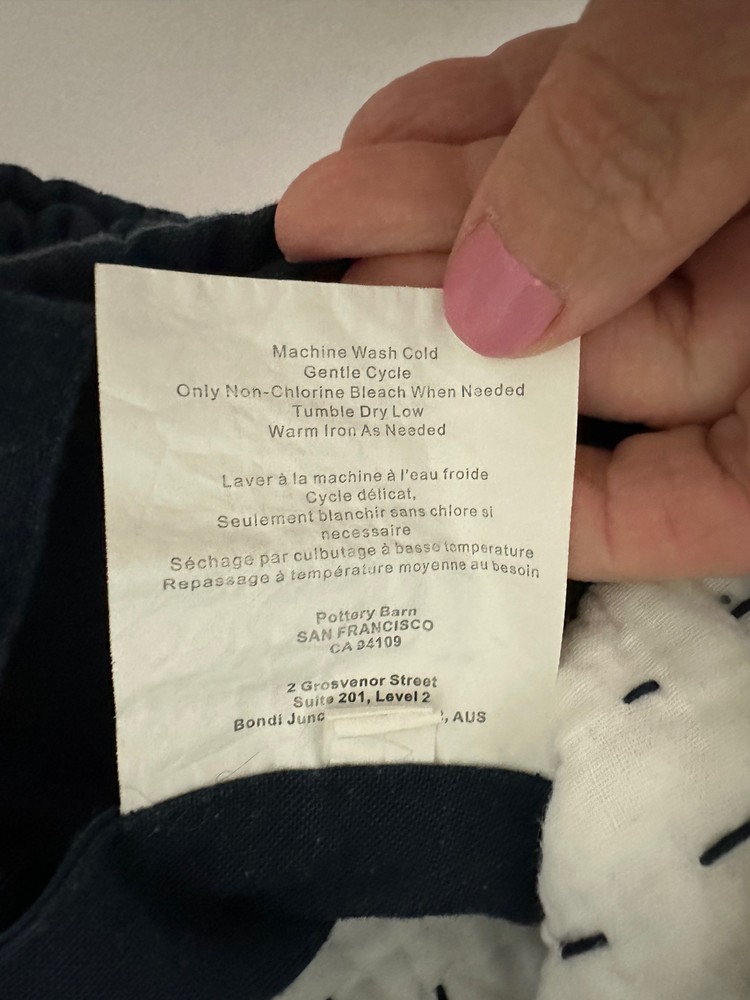 Machine Wash Cold
Gentle Cycle
Only Non-Chlorine Bleach When Needed
Tumble Dry Low
Warm Iron As Needed
Laver à la machine à l'eau froide
Cycle délicat,
Seulement blanchir sans chlore si
necessaire
Séchage par culbutage à basse temperature
Repassage à température moyenne au besoin
Pottery Barn
SAN FRANCISCO
CA 94109
2 Grosvenor Street
Suite 201, Level 2
Bondi , AUS